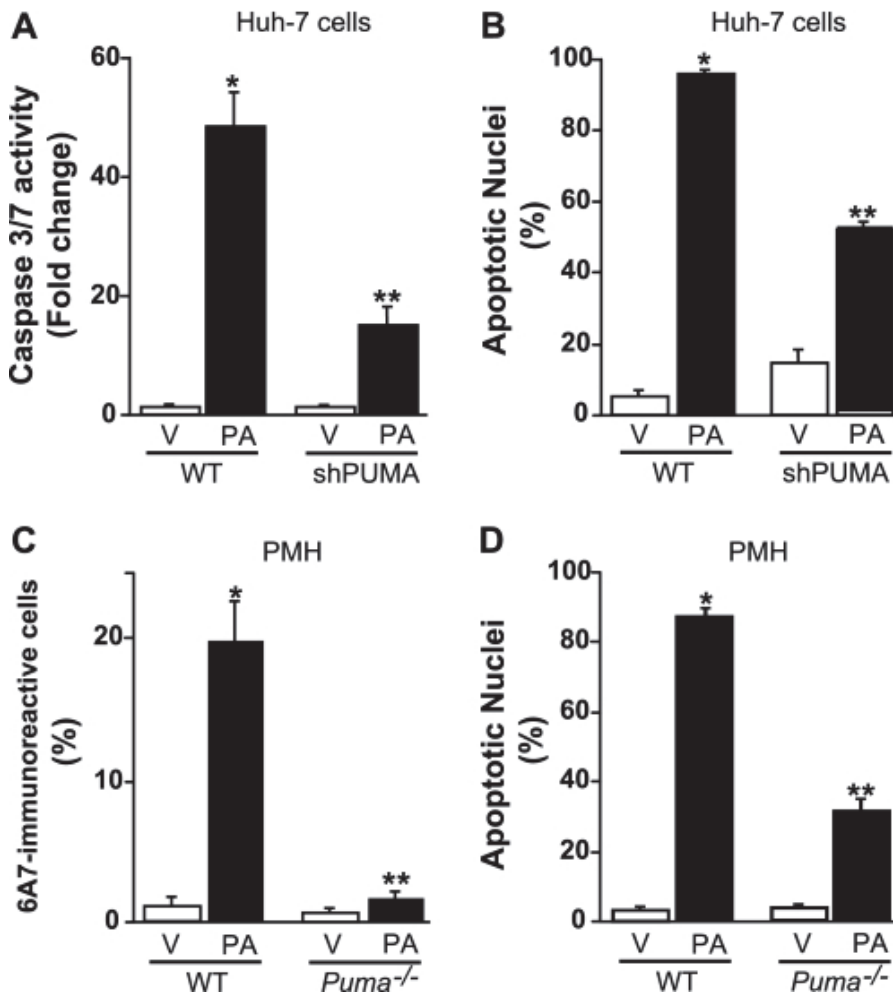 A
Huh-7 cells
Caspase 3/7 activity
(Fold change)
60
40
20
0
*
**
V PA V PA
WT shPUMA
B
Huh-7 cells
Apoptotic Nuclei
(%)
100
80
60
40
20
0
*
**
V PA V PA
WT shPUMA
C
PMH
6A7-immunoreactive cells
(%)
20
10
0
*
**
V PA V PA
WT Puma-/-
D
PMH
Apoptotic Nuclei
(%)
100
80
60
40
20
0
*
**
V PA V PA
WT Puma-/-